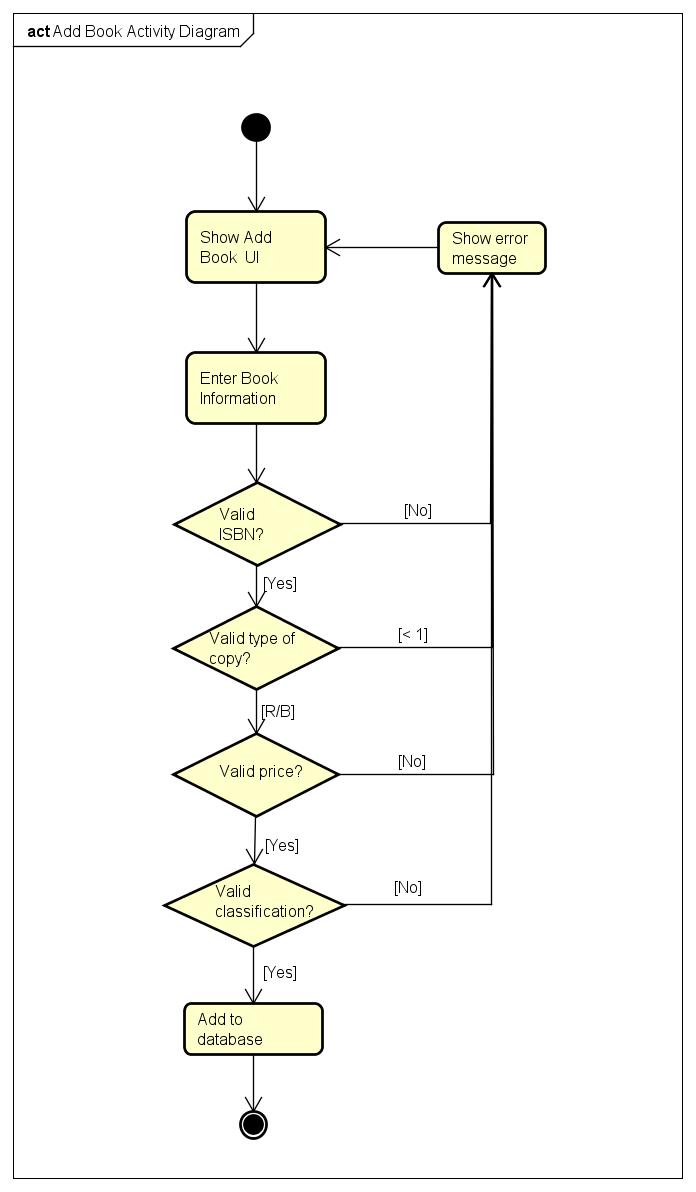 act Add Book Activity Diagram
Show Add
Book UI
Show error
message
Enter Book
Information
Valid
ISBN?
[No]
[Yes]
Valid type of
copy?
[< 1]
[R/B]
Valid price?
[No]
[Yes]
Valid
classification?
[No]
[Yes]
Add to
database